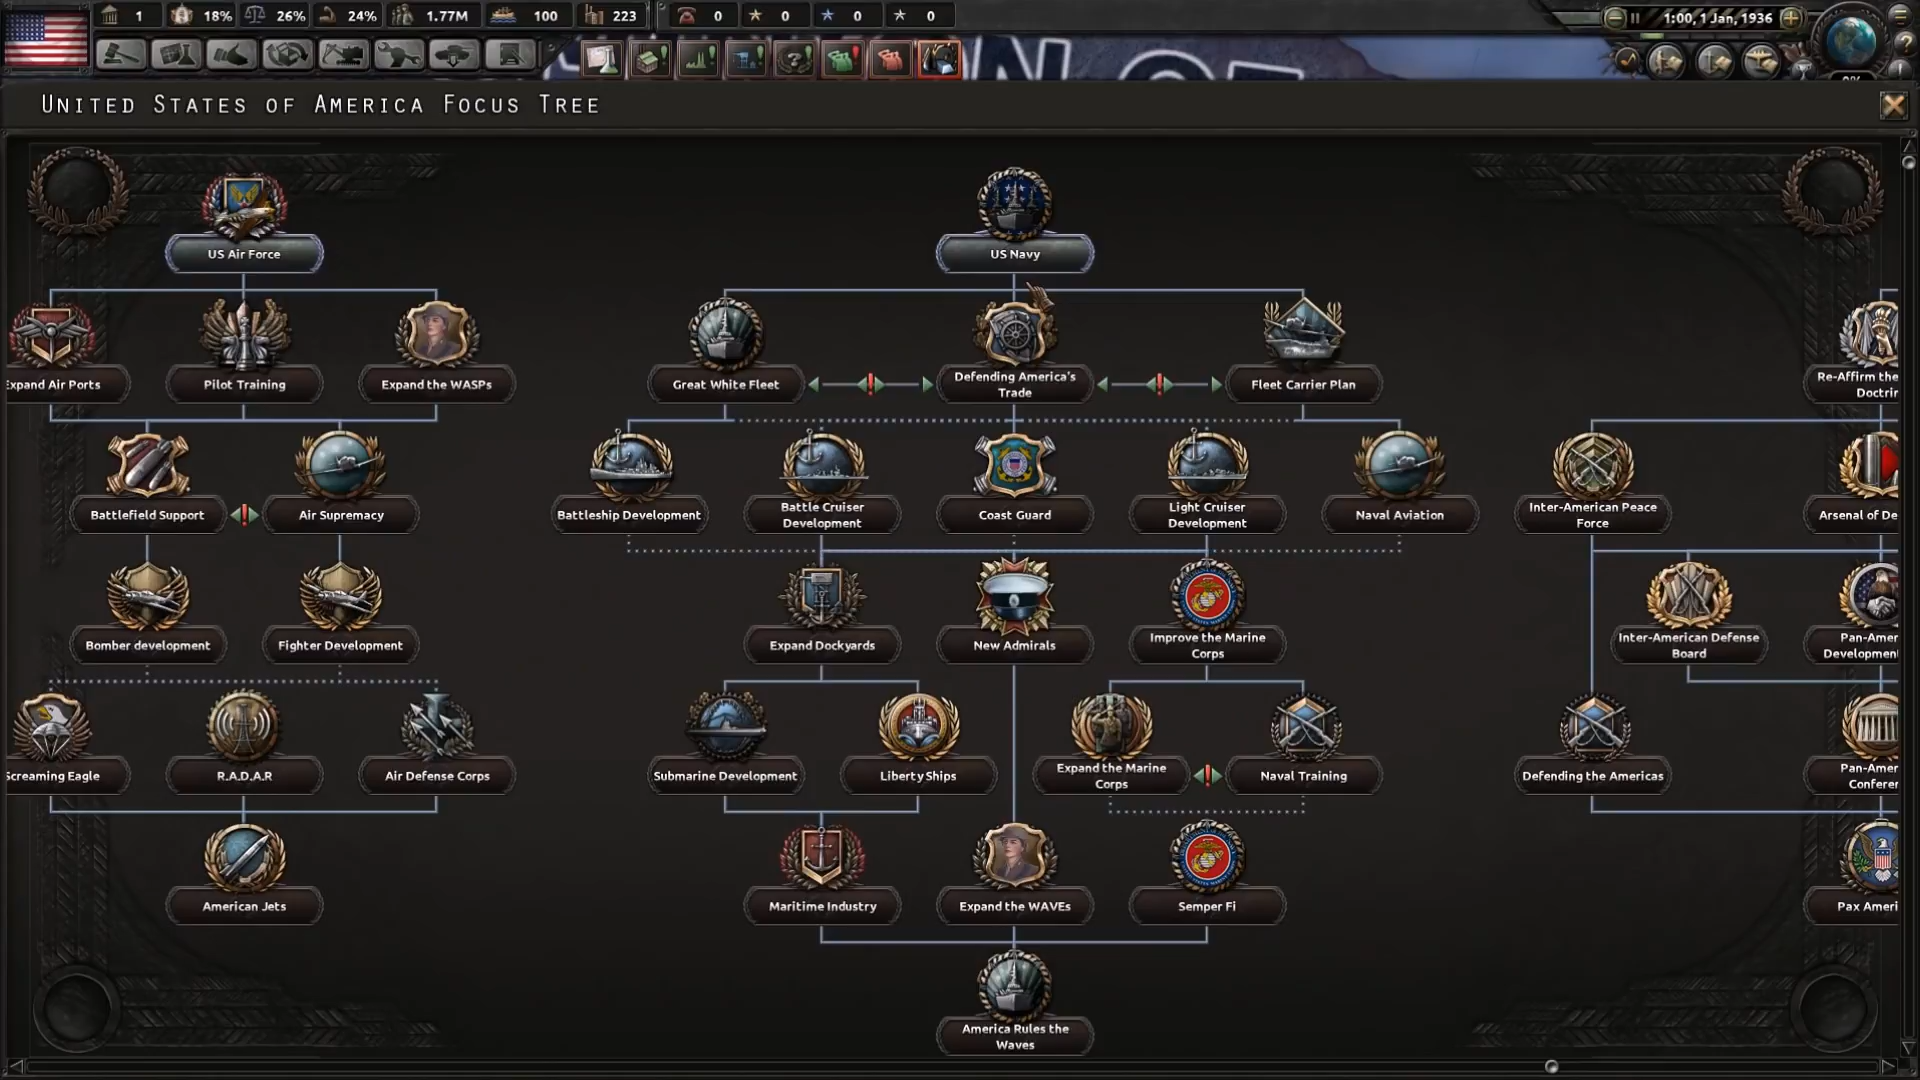 1 18% 26% 24% 1.77M 100 223 0 0 0 0 1:00, 1 Jan, 1936
United States of America Focus Tree
US Air Force
US Navy
Expand Air Ports
Pilot Training
Expand the WASPs
Great White Fleet
Defending America's
Trade
Fleet Carrier Plan
Re-Affirm the
Doctrin
Battlefield Support
Air Supremacy
Battleship Development
Battle Cruiser
Development
Coast Guard
Light Cruiser
Development
Naval Aviation
Inter-American Peace
Force
Arsenal of De
Bomber development
Fighter Development
Expand Dockyards
New Admirals
Improve the Marine
Corps
Inter-American Defense
Board
Pan-Amer
Development
Screaming Eagle
R.A.D.A.R
Air Defense Corps
Submarine Development
Liberty Ships
Expand the Marine
Corps
Naval Training
Defending the Americas
Pan-Amer
Conferen
American Jets
Maritime Industry
Expand the WAVEs
Semper Fi
Pax Ameri
America Rules the
Waves